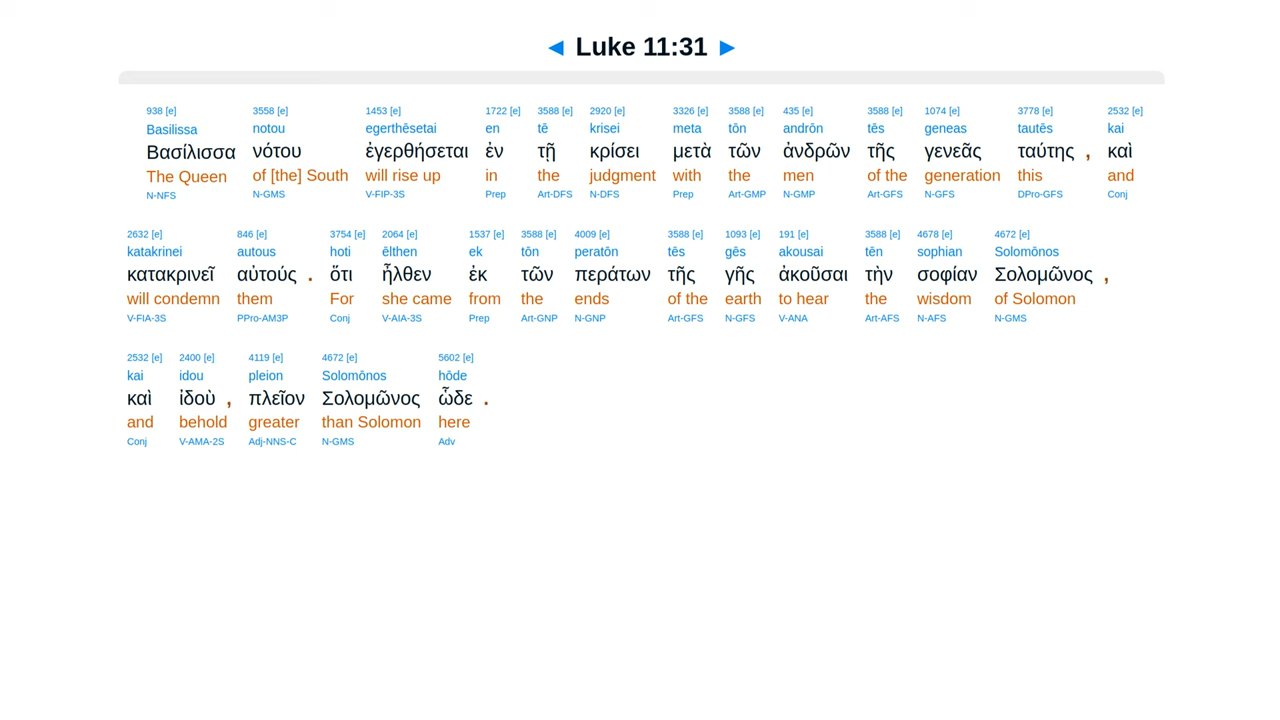 ◄ Luke 11:31 ►
938 [e] 3558 [e] 1453 [e] 1722 [e] 3588 [e] 2920 [e] 3326 [e] 3588 [e] 435 [e] 3588 [e] 1074 [e] 3778 [e] 2532 [e]
Basilissa notou egerthēsetai en tē krisei meta tōn andrōn tēs geneas tautēs kai
Βασίλισσα νότου ἐγερθήσεται ἐν τῇ κρίσει μετὰ τῶν ἀνδρῶν τῆς γενεᾶς ταύτης , καὶ
The Queen of [the] South will rise up in the judgment with the men of the generation this and
N-NFS N-GMS V-FIP-3S Prep Art-DFS N-DFS Prep Art-GMP N-GMP Art-GFS N-GFS DPro-GFS Conj
2632 [e] 846 [e] 3754 [e] 2064 [e] 1537 [e] 3588 [e] 4009 [e] 3588 [e] 1093 [e] 191 [e] 3588 [e] 4678 [e] 4672 [e]
katakrinei autous hoti ēlthen ek tōn peratōn tēs gēs akousai tēn sophian Solomōnos
κατακρινεῖ αὐτούς . ὅτι ἦλθεν ἐκ τῶν περάτων τῆς γῆς ἀκοῦσαι τὴν σοφίαν Σολομῶνος ,
will condemn them For she came from the ends of the earth to hear the wisdom of Solomon
V-FIA-3S PPro-AM3P Conj V-AIA-3S Prep Art-GNP N-GNP Art-GFS N-GFS V-ANA Art-AFS N-AFS N-GMS
2532 [e] 2400 [e] 4119 [e] 4672 [e] 5602 [e]
kai idou pleion Solomōnos hōde
καὶ ἰδοὺ , πλεῖον Σολομῶνος ὧδε .
and behold greater than Solomon here
Conj V-AMA-2S Adj-NNS-C N-GMS Adv